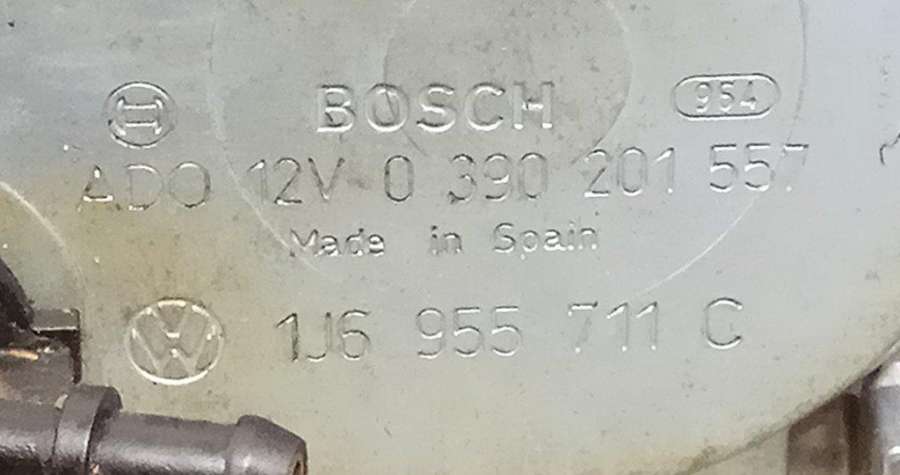 BOSCH 954
ADO 12V 0 390 201 557
Made in Spain
1J6 955 711 C